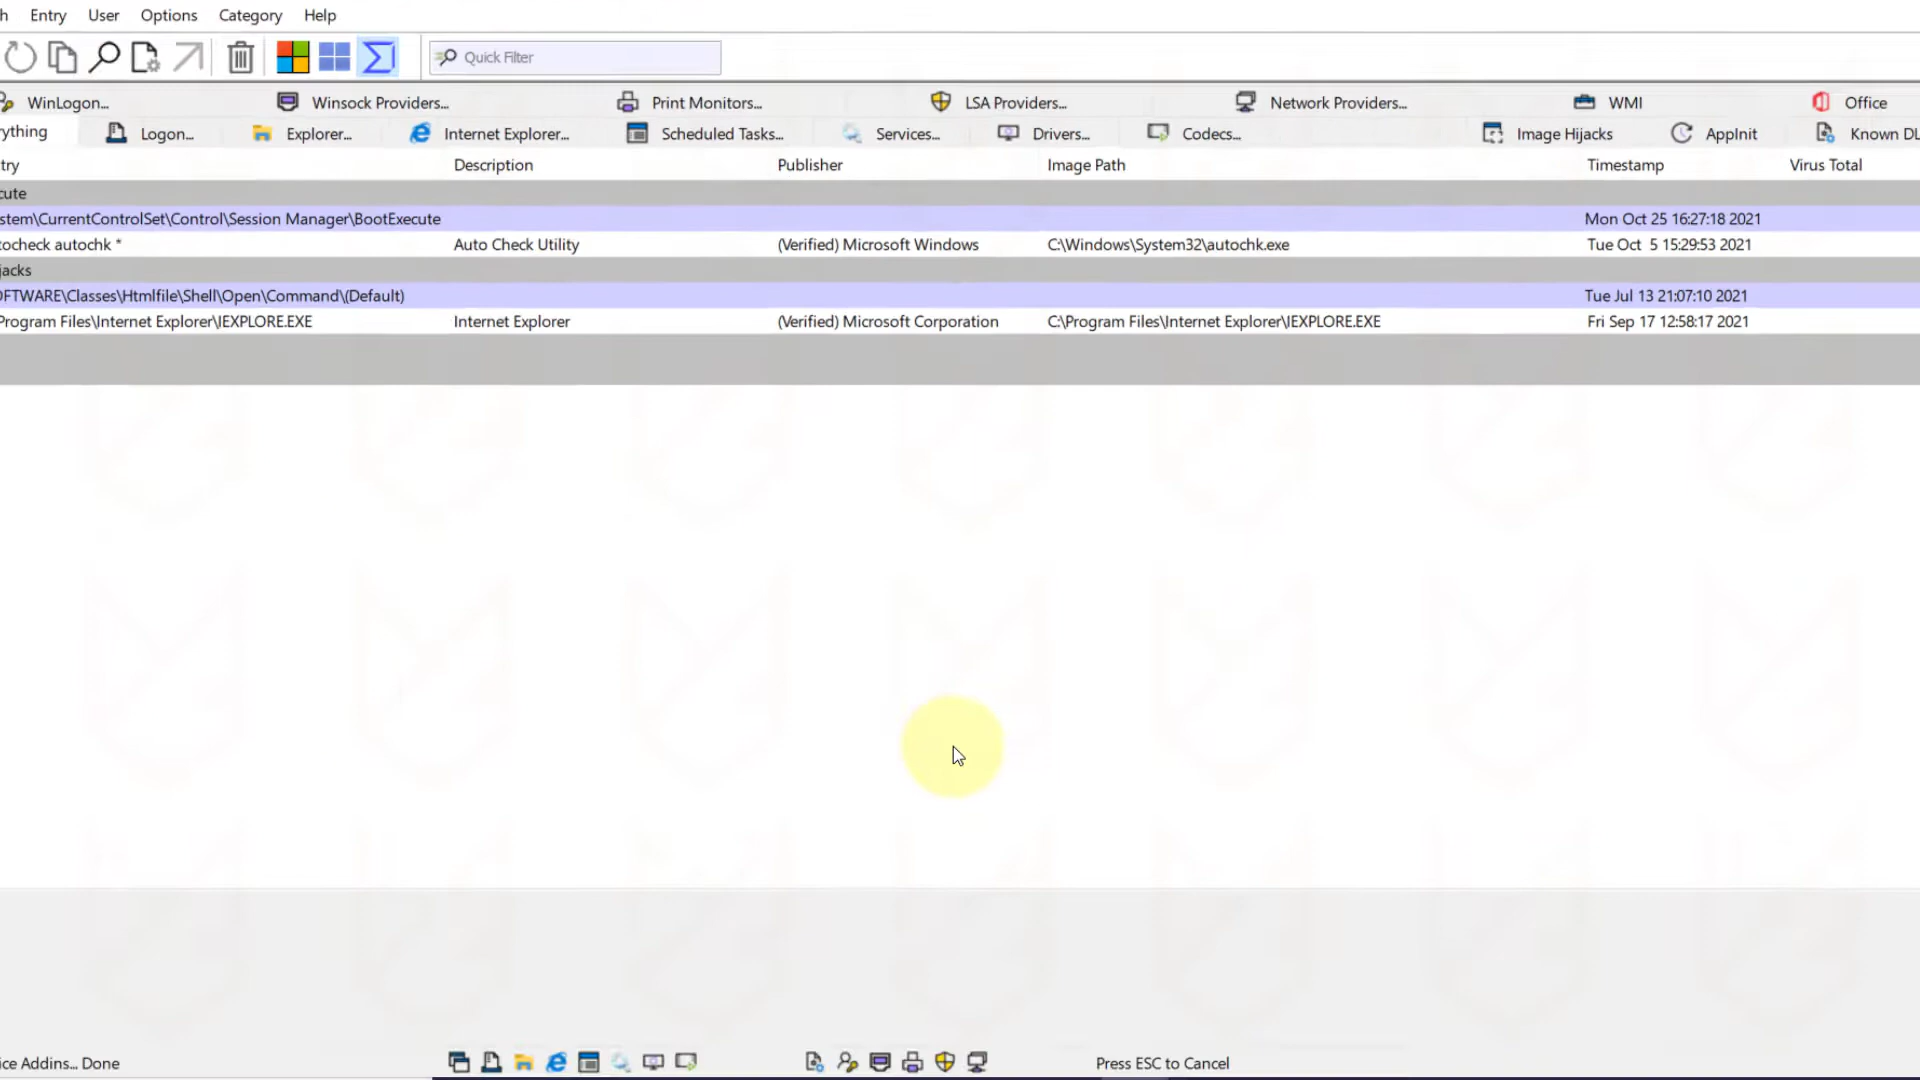 h Entry User Options Category Help
Quick Filter
WinLogon... Winsock Providers... Print Monitors... LSA Providers... Network Providers... WMI Office
rything Logon... Explorer... Internet Explorer... Scheduled Tasks... Services... Drivers... Codecs... Image Hijacks AppInit Known DL
try Description Publisher Image Path Timestamp Virus Total
cute
stem\CurrentControlSet\Control\Session Manager\BootExecute Mon Oct 25 16:27:18 2021
tocheck autochk * Auto Check Utility (Verified) Microsoft Windows C:\Windows\System32\autochk.exe Tue Oct 5 15:29:53 2021
jacks
OFTWARE\Classes\Htmlfile\Shell\Open\Command\(Default) Tue Jul 13 21:07:10 2021
Program Files\Internet Explorer\IEXPLORE.EXE Internet Explorer (Verified) Microsoft Corporation C:\Program Files\Internet Explorer\IEXPLORE.EXE Fri Sep 17 12:58:17 2021
ice Addins... Done Press ESC to Cancel